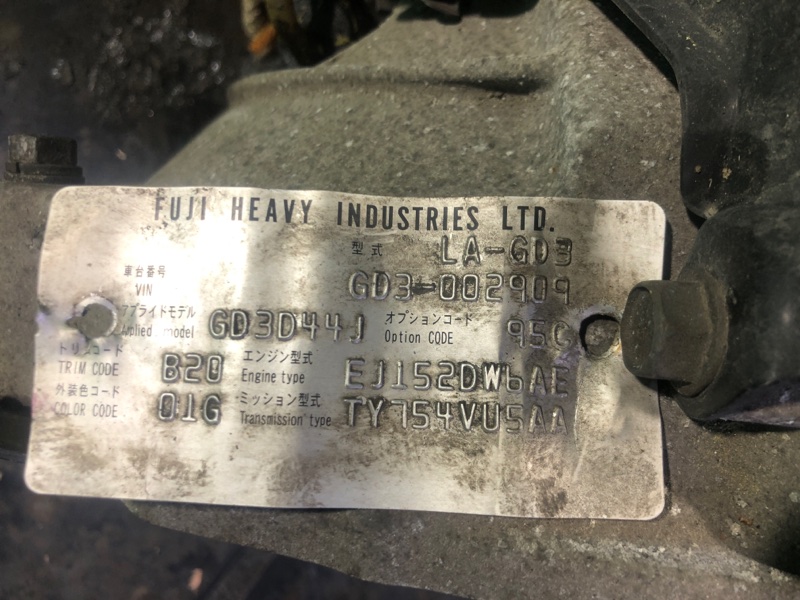 FUJI HEAVY INDUSTRIES LTD.
型式 LA-GD3
車台番号
VIN GD3-002909
アプライドモデル オプションコード
Applied model GD3D44J Option CODE 95C
トリムコード エンジン型式
TRIM CODE B20 Engine type EJ152DW6AE
外装色コード ミッション型式
COLOR CODE 01G Transmission type TY754VU5AA